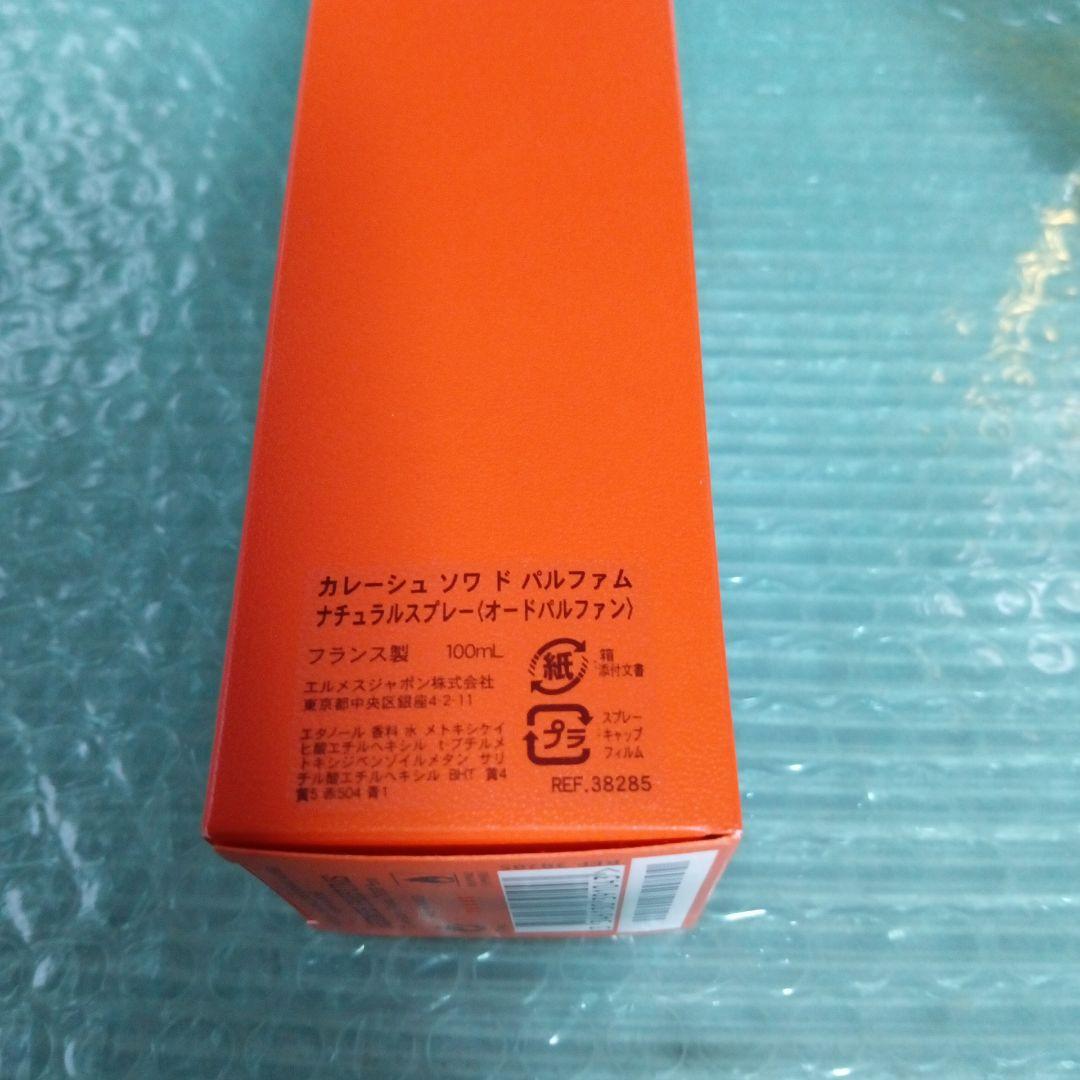 カレーシュ ソワ ド パルファム
ナチュラルスプレー〈オードパルファン〉
フランス製 100mL
エルメスジャポン株式会社
東京都中央区銀座4-2-11
エタノール 香料 水 メトキシケイ
ヒ酸エチルヘキシル t-ブチルメ
トキシジベンゾイルメタン サリ
チル酸エチルヘキシル BHT 黄4
黄5 赤504 青1
紙
箱
添付文書
プラ
スプレー
キャップ
フィルム
REF.38285